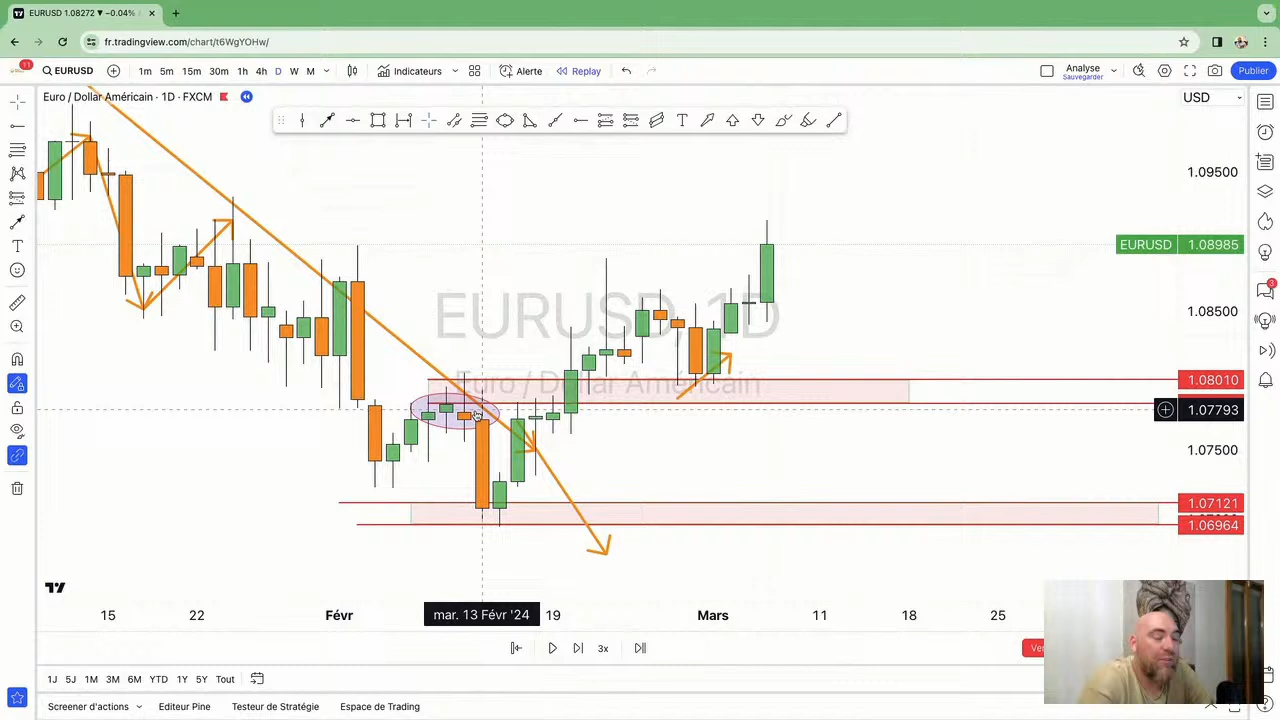 EURUSD 1.08272 ▼ −0.04%
fr.tradingview.com/chart/t6WgYOHw/
11
EURUSD
1m 5m 15m 30m 1h 4h D W M
Indicateurs
Alerte
Replay
Analyse
Sauvegarder
Publier
Euro / Dollar Américain · 1D · FXCM
USD
1.09500
EURUSD 1.08985
EURUSD, 1D
1.08500
Euro / Dollar Américain
1.08010
1.07793
1.07500
1.07121
1.06964
3
15 22 Févr mar. 13 Févr '24 19 Mars 11 18 25
3x
Ver
1J 5J 1M 3M 6M YTD 1Y 5Y Tout
Screener d'actions Editeur Pine Testeur de Stratégie Espace de Trading